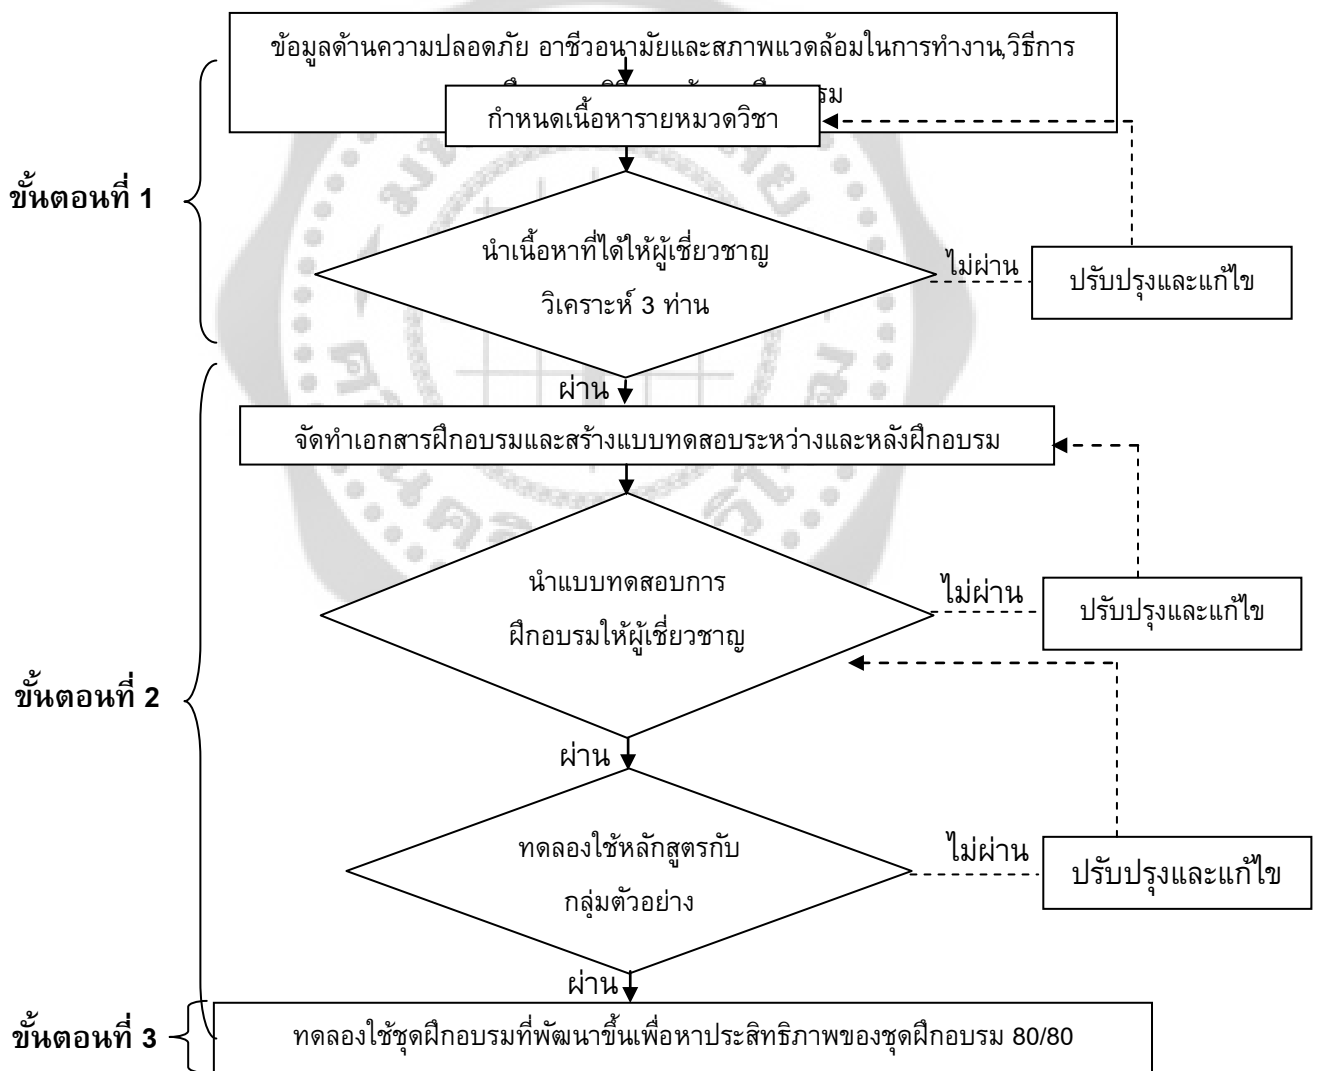 ข้อมูลด้านความปลอดภัย อาชีวอนามัยและสภาพแวดล้อมในการทำงาน,วิธีการ
กำหนดเนื้อหารายหมวดวิชา
ขั้นตอนที่ 1
นำเนื้อหาที่ได้ให้ผู้เชี่ยวชาญ
วิเคราะห์ 3 ท่าน
ไม่ผ่าน
ปรับปรุงและแก้ไข
ผ่าน
จัดทำเอกสารฝึกอบรมและสร้างแบบทดสอบระหว่างและหลังฝึกอบรม
นำแบบทดสอบการ
ฝึกอบรมให้ผู้เชี่ยวชาญ
ไม่ผ่าน
ปรับปรุงและแก้ไข
ขั้นตอนที่ 2
ผ่าน
ทดลองใช้หลักสูตรกับ
กลุ่มตัวอย่าง
ไม่ผ่าน
ปรับปรุงและแก้ไข
ผ่าน
ขั้นตอนที่ 3
ทดลองใช้ชุดฝึกอบรมที่พัฒนาขึ้นเพื่อหาประสิทธิภาพของชุดฝึกอบรม 80/80